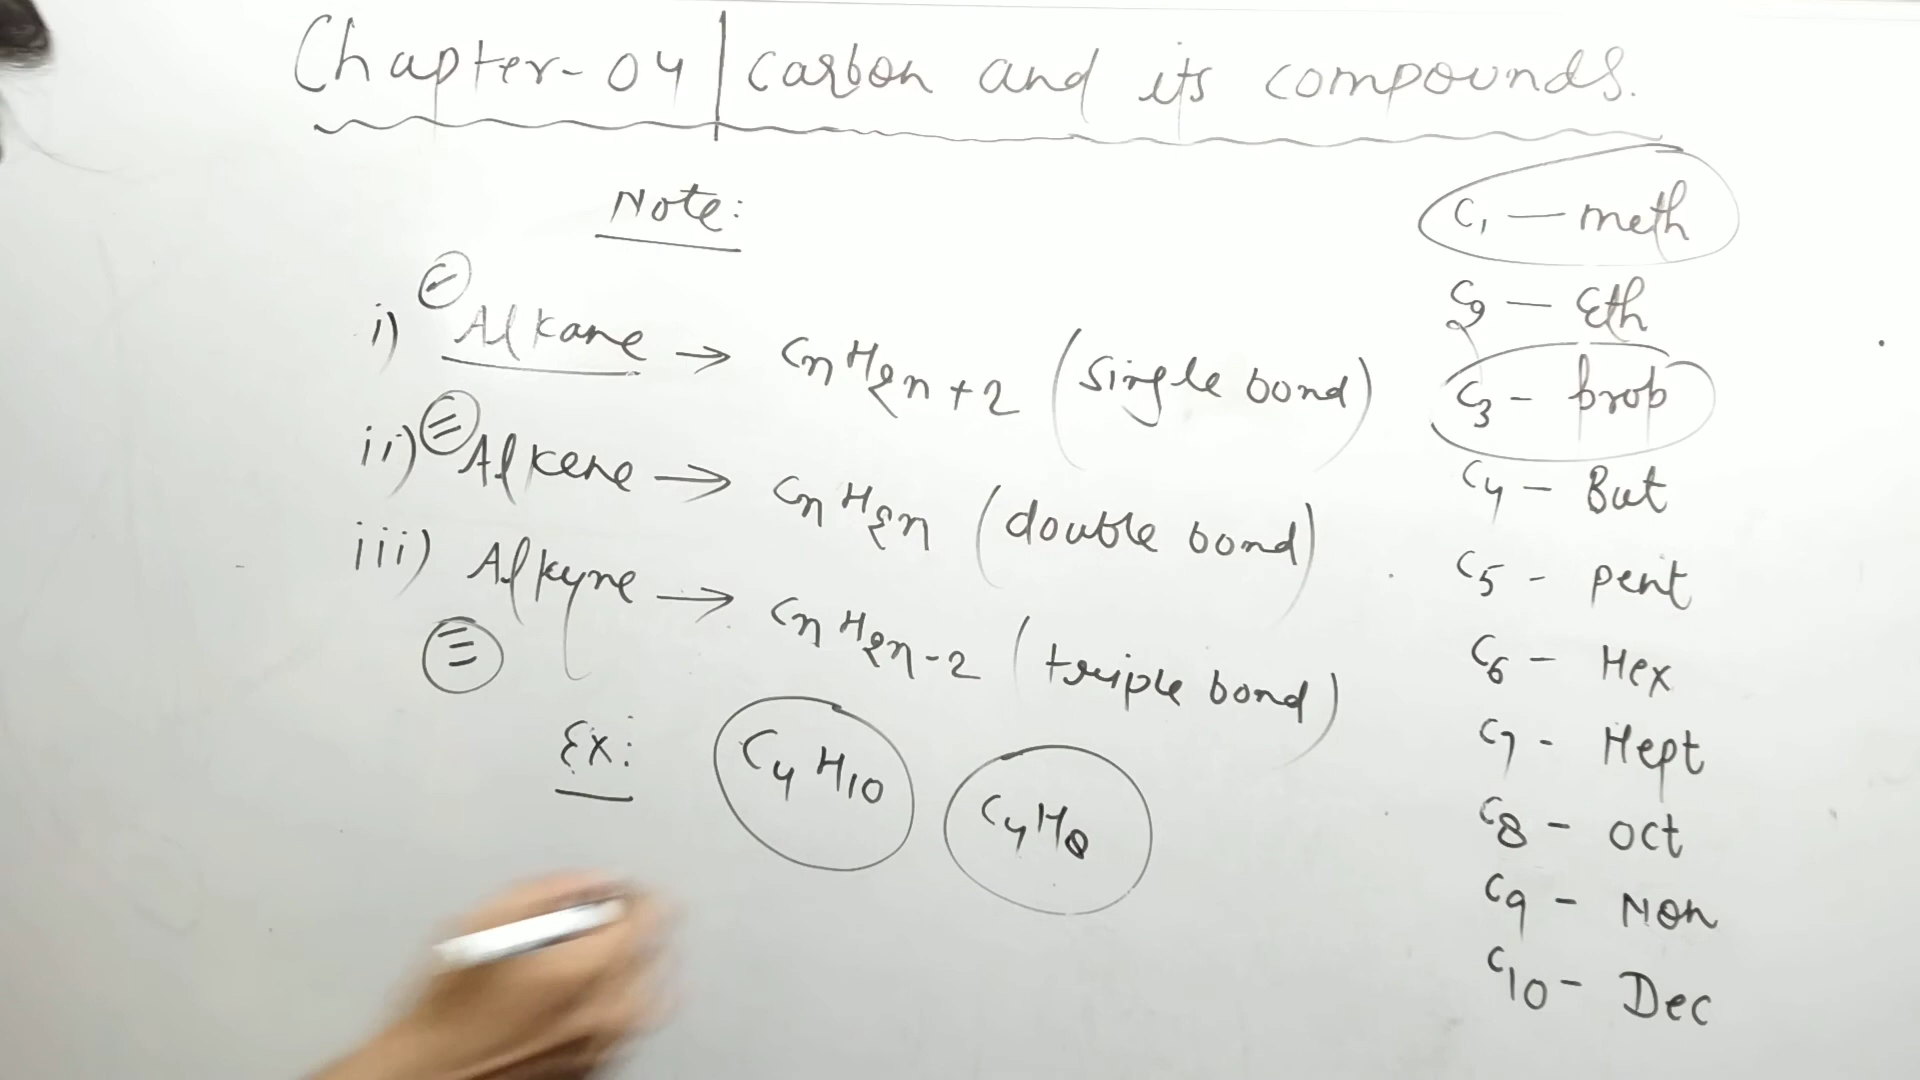 Chapter-04 | carbon and its compounds.
Note:
i) Alkane → CnH2n+2 (single bond)
ii) Alkene → CnH2n (double bond)
iii) Alkyne → CnH2n-2 (triple bond)
Ex: C4H10 C4H8
C1 — meth
C2 — Eth
C3 - prop
C4 - But
C5 - pent
C6 - Hex
C7 - Hept
C8 - oct
C9 - Non
C10 - Dec